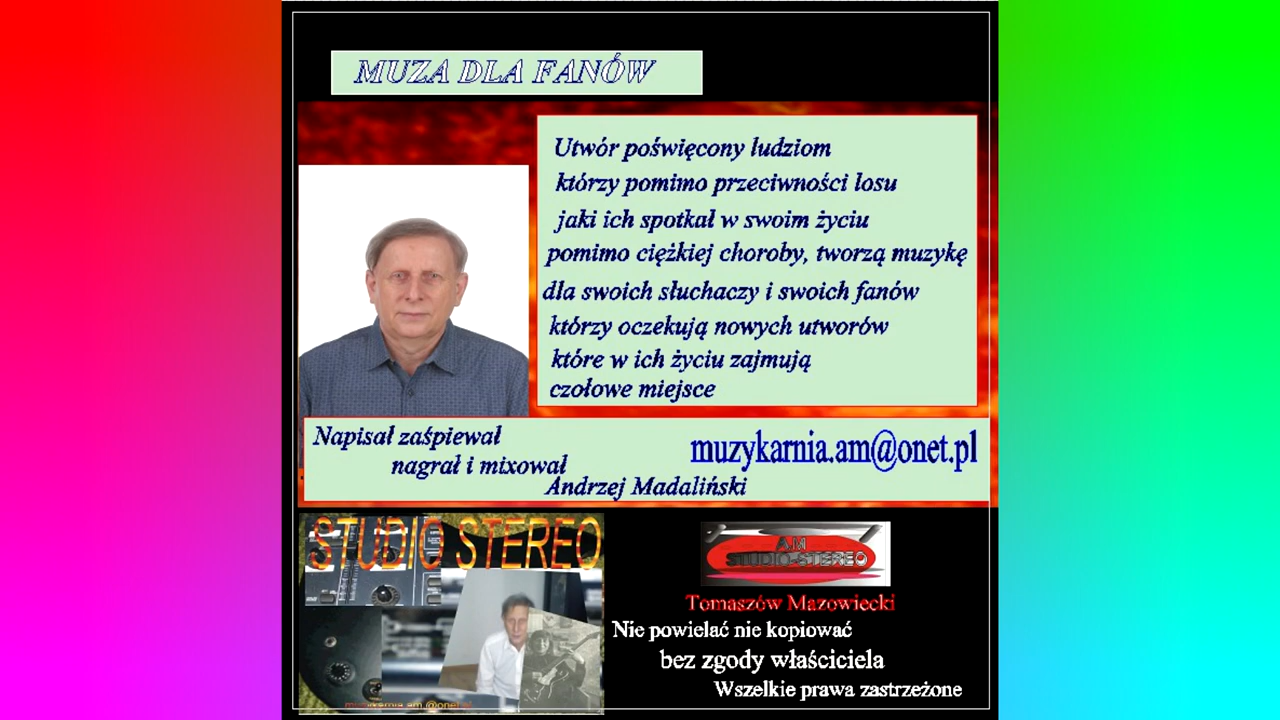 MUZA DLA FANÓW
Utwór poświęcony ludziom
którzy pomimo przeciwności losu
jaki ich spotkał w swoim życiu
pomimo ciężkiej choroby, tworzą muzykę
dla swoich słuchaczy i swoich fanów
którzy oczekują nowych utworów
które w ich życiu zajmują
czołowe miejsce
Napisał zaśpiewał
nagrał i mixował
Andrzej Madaliński
muzykarnia.am@onet.pl
STUDIO STEREO
muzykarnia.am.@onet.pl
A.M
STUDIO-STEREO
Tomaszów Mazowiecki
Nie powielać nie kopiować
bez zgody właściciela
Wszelkie prawa zastrzeżone